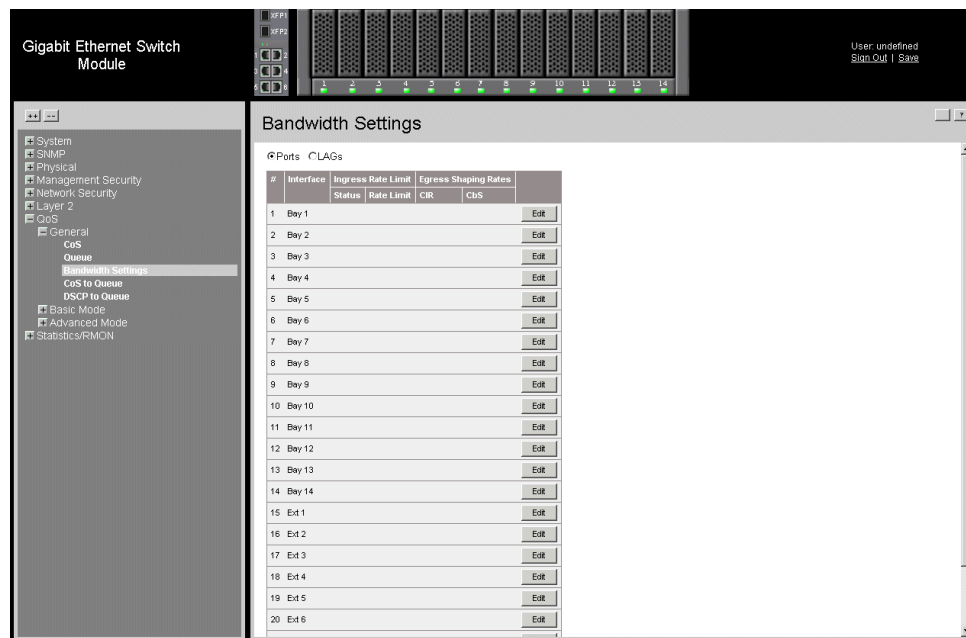 Gigabit Ethernet Switch
Module
XFP1
XFP2
1 2
3 4
5 6
1 2 3 4 5 6 7 8 9 10 11 12 13 14
User: undefined
Sign Out | Save
++ --
System
SNMP
Physical
Management Security
Network Security
Layer 2
QoS
General
CoS
Queue
Bandwidth Settings
CoS to Queue
DSCP to Queue
Basic Mode
Advanced Mode
Statistics/RMON
Bandwidth Settings
?
Ports LAGs
# Interface Ingress Rate Limit Egress Shaping Rates
Status Rate Limit CIR CbS
1 Bay 1 Edit
2 Bay 2 Edit
3 Bay 3 Edit
4 Bay 4 Edit
5 Bay 5 Edit
6 Bay 6 Edit
7 Bay 7 Edit
8 Bay 8 Edit
9 Bay 9 Edit
10 Bay 10 Edit
11 Bay 11 Edit
12 Bay 12 Edit
13 Bay 13 Edit
14 Bay 14 Edit
15 Ext 1 Edit
16 Ext 2 Edit
17 Ext 3 Edit
18 Ext 4 Edit
19 Ext 5 Edit
20 Ext 6 Edit